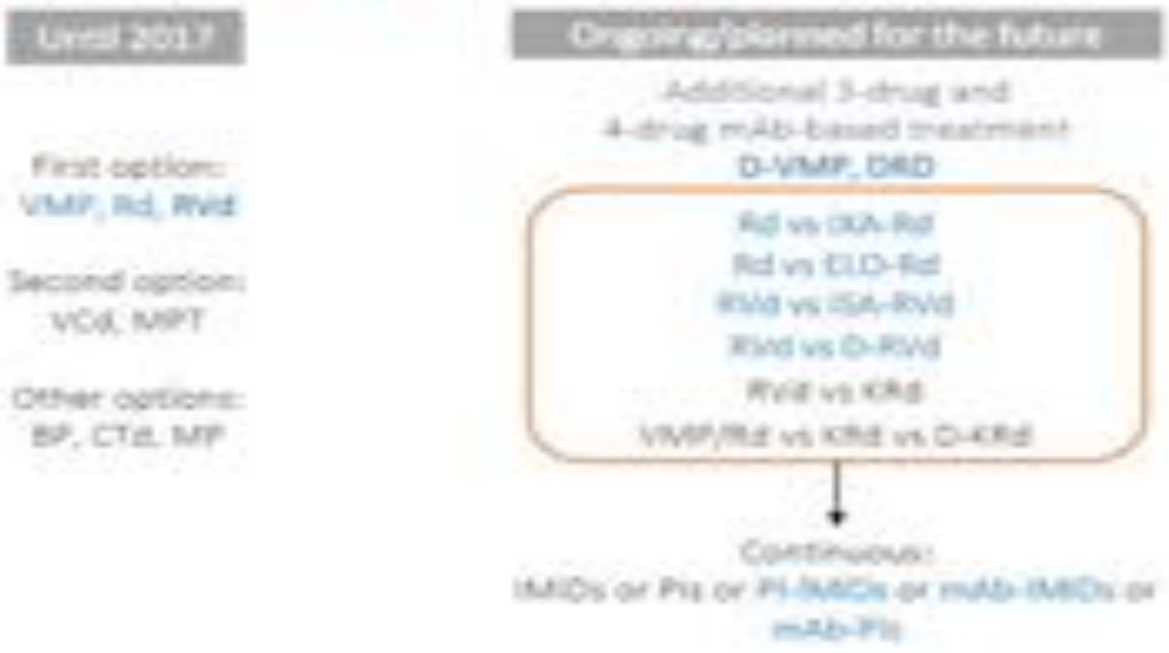 Until 2017
First option:
VMP, Rd, RVd
Second option:
VCd, MPT
Other options:
BP, CTd, MP
Ongoing/planned for the future
Additional 3-drug and
4-drug mAb-based treatment
D-VMP, DRD
Rd vs IXA-Rd
Rd vs ELO-Rd
RVd vs ISA-RVd
RVd vs D-RVd
RVd vs KRd
VMP/Rd vs KRd vs D-KRd
Continuous:
IMIDs or PIs or PI-IMIDs or mAb-IMIDs or
mAb-PIs